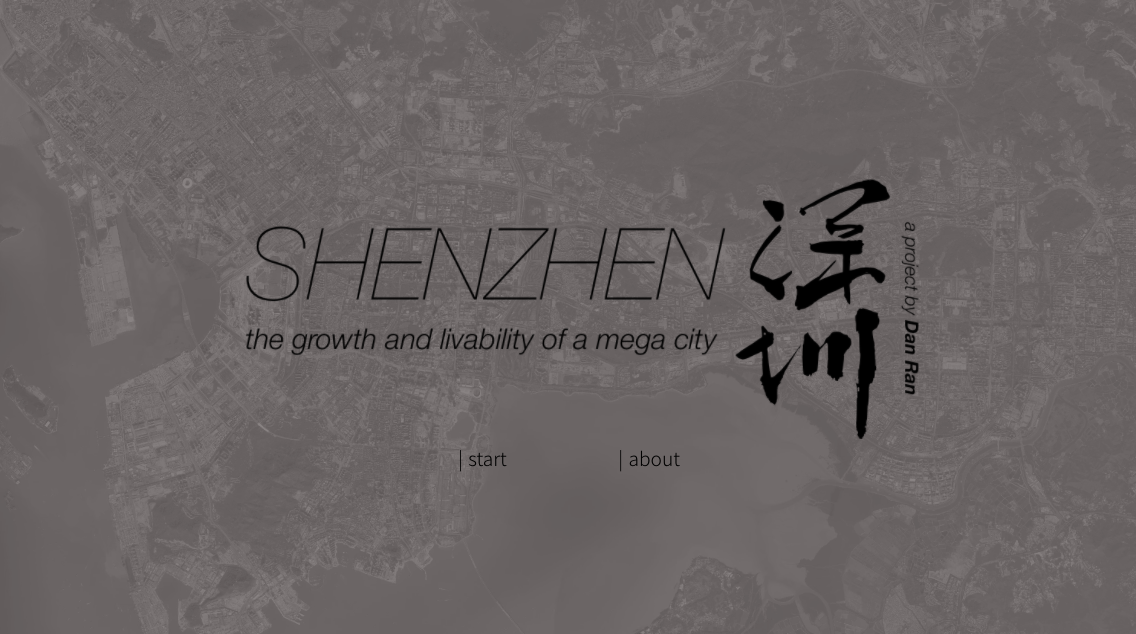 SHENZHEN
the growth and livability of a mega city
深圳
a project by Dan Ran
| start
| about